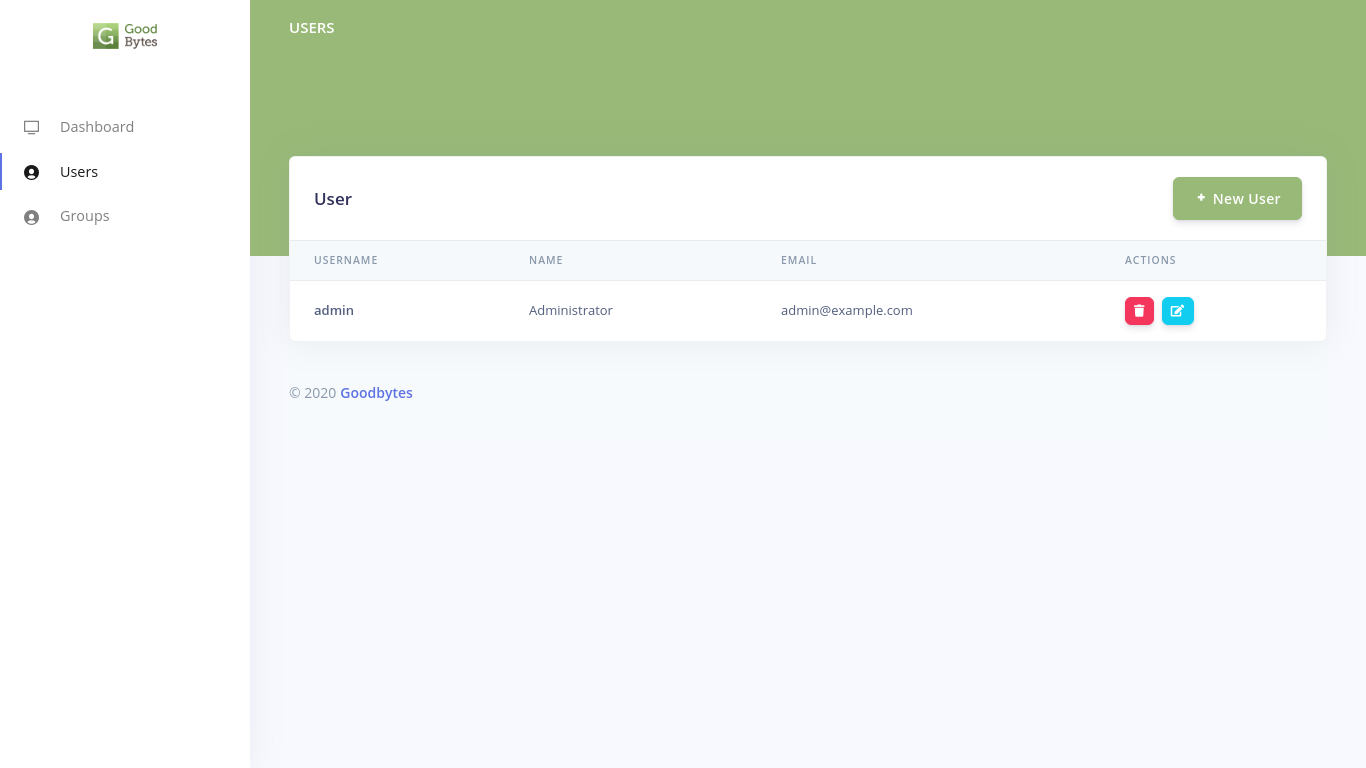 Good
Bytes
USERS
Dashboard
Users
Groups
User
+ New User
USERNAME NAME EMAIL ACTIONS
admin Administrator admin@example.com
© 2020 Goodbytes